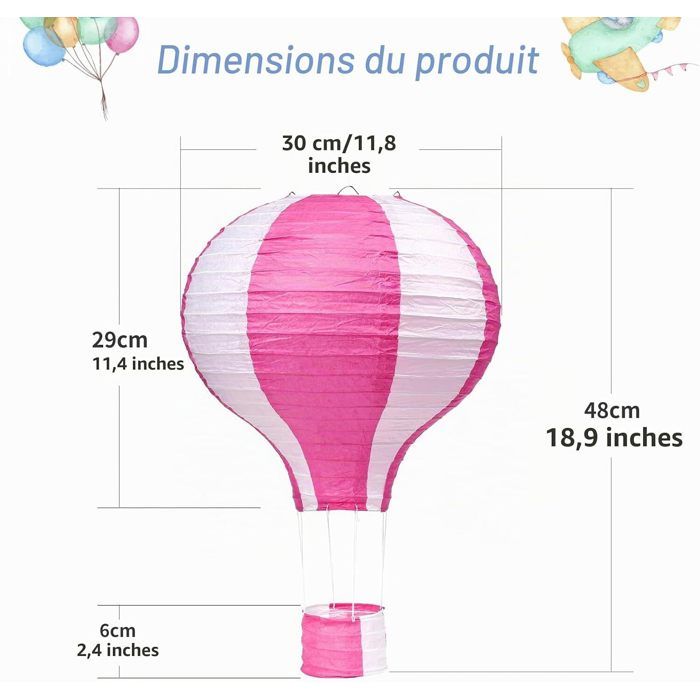 Dimensions du produit
30 cm/11,8
inches
29cm
11,4 inches
48cm
18,9 inches
6cm
2,4 inches